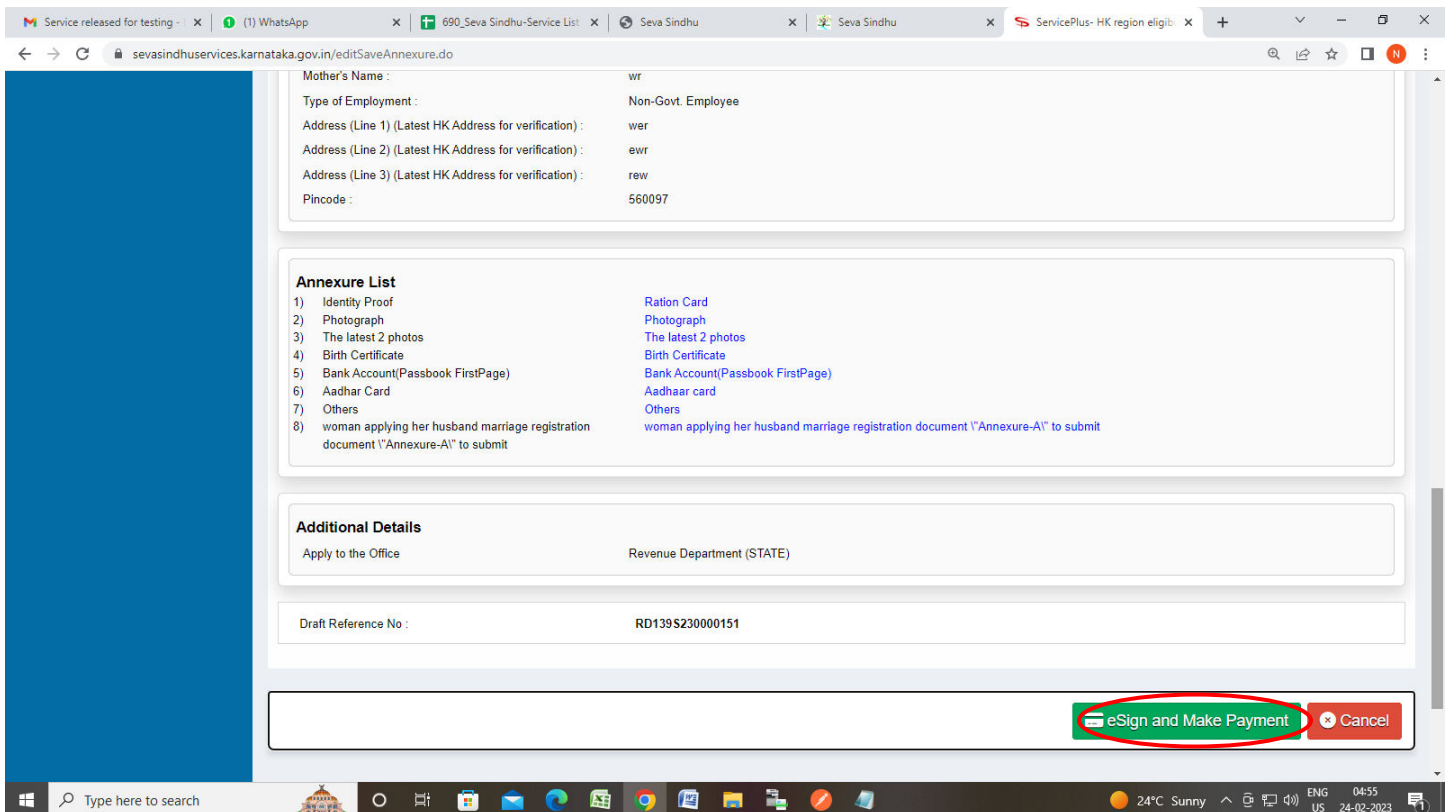 Service released for testing -
(1) WhatsApp
690_Seva Sindhu-Service List
Seva Sindhu
Seva Sindhu
ServicePlus- HK region eligib
sevasindhuservices.karnataka.gov.in/editSaveAnnexure.do
N
Mother's Name : wr
Type of Employment : Non-Govt. Employee
Address (Line 1) (Latest HK Address for verification) : wer
Address (Line 2) (Latest HK Address for verification) : ewr
Address (Line 3) (Latest HK Address for verification) : rew
Pincode : 560097
Annexure List
1) Identity Proof Ration Card
2) Photograph Photograph
3) The latest 2 photos The latest 2 photos
4) Birth Certificate Birth Certificate
5) Bank Account(Passbook FirstPage) Bank Account(Passbook FirstPage)
6) Aadhar Card Aadhaar card
7) Others Others
8) woman applying her husband marriage registration woman applying her husband marriage registration document \"Annexure-A\" to submit
document \"Annexure-A\" to submit
Additional Details
Apply to the Office Revenue Department (STATE)
Draft Reference No : RD139S230000151
eSign and Make Payment Cancel
Type here to search
24°C Sunny
ENG
US
04:55
24-02-2023